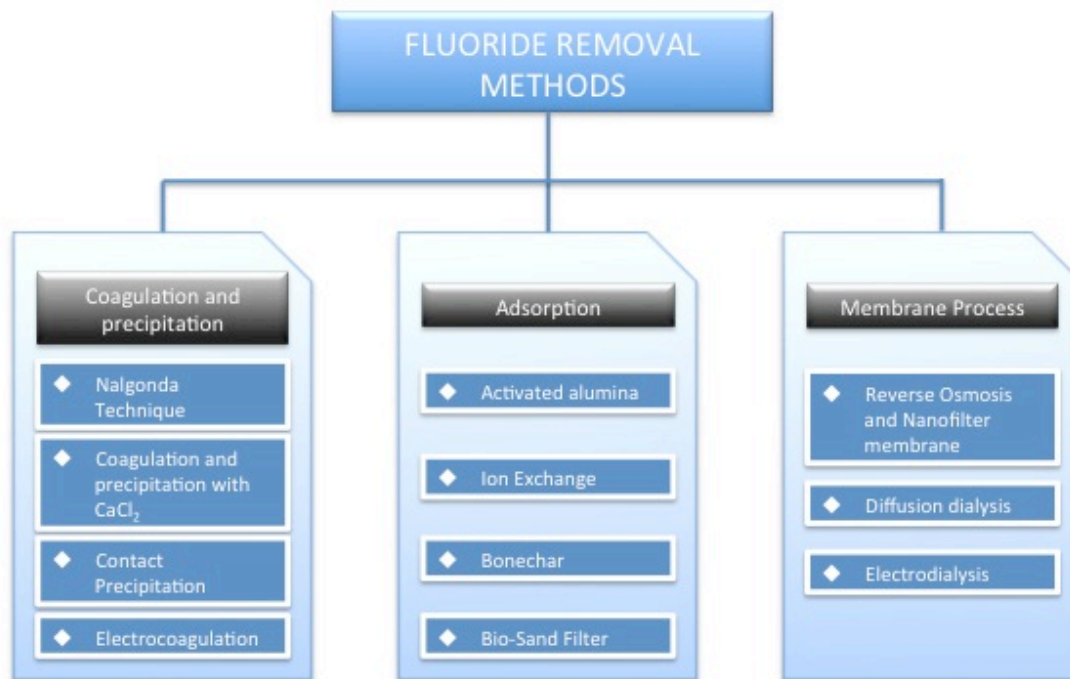 FLUORIDE REMOVAL
METHODS
Coagulation and
precipitation
◆ Nalgonda
Technique
◆ Coagulation and
precipitation with
CaCl₂
◆ Contact
Precipitation
◆ Electrocoagulation
Adsorption
◆ Activated alumina
◆ Ion Exchange
◆ Bonechar
◆ Bio-Sand Filter
Membrane Process
◆ Reverse Osmosis
and Nanofilter
membrane
◆ Diffusion dialysis
◆ Electrodialysis